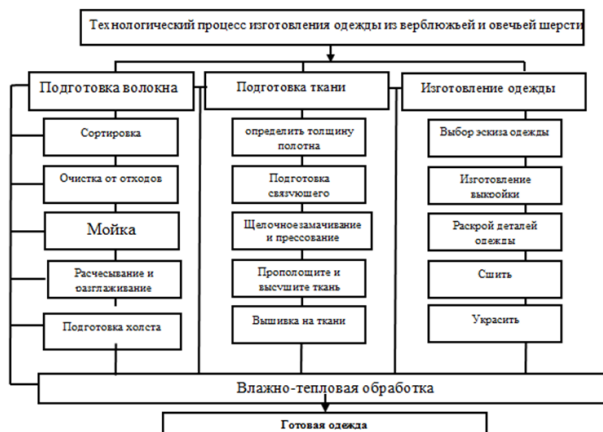 Технологический процесс изготовления одежды из верблюжьей и овечьей шерсти
Подготовка волокна
Сортировка
Очистка от отходов
Мойка
Расчесывание и
разглаживание
Подготовка холста
Подготовка ткани
определить толщину
полотна
Подготовка
связующего
Щелочное замачивание
и прессование
Прополощите и
высушите ткань
Вышивка на ткани
Изготовление одежды
Выбор эскиза одежды
Изготовление
выкройки
Раскрой деталей
одежды
Сшить
Украсить
Влажно-тепловая обработка
Готовая одежда